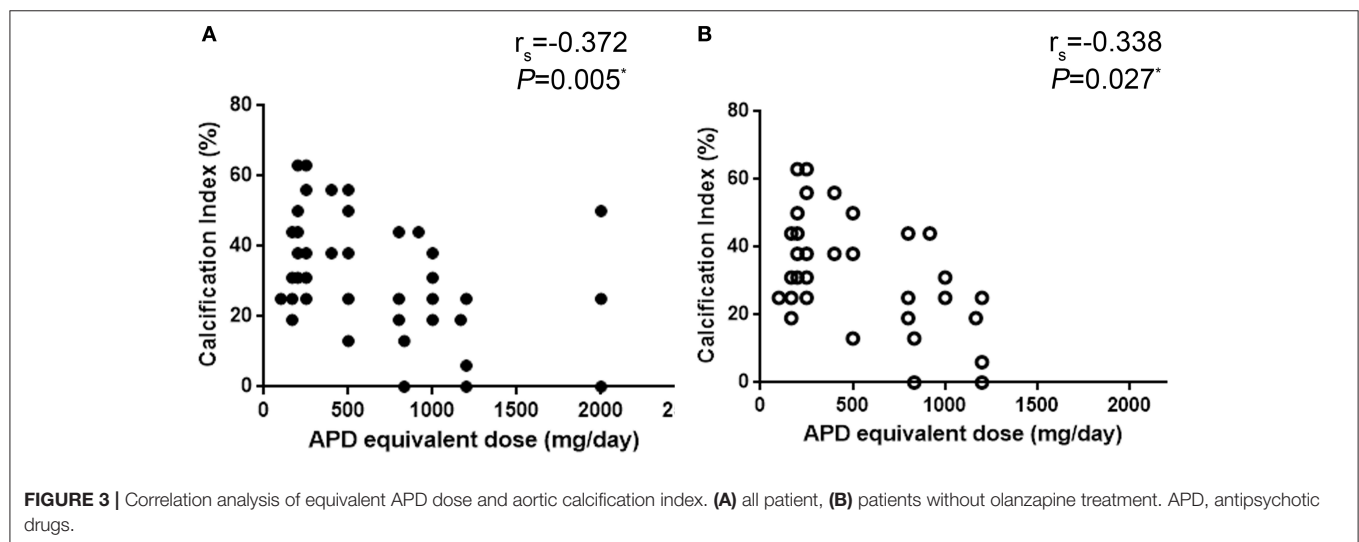 A
r_s=-0.372
P=0.005*
80
60
40
20
0
Calcification Index (%)
0 500 1000 1500 2000 2
APD equivalent dose (mg/day)
B
r_s=-0.338
P=0.027*
80
60
40
20
0
Calcification Index (%)
0 500 1000 1500 2000
APD equivalent dose (mg/day)
FIGURE 3 | Correlation analysis of equivalent APD dose and aortic calcification index. (A) all patient, (B) patients without olanzapine treatment. APD, antipsychotic
drugs.